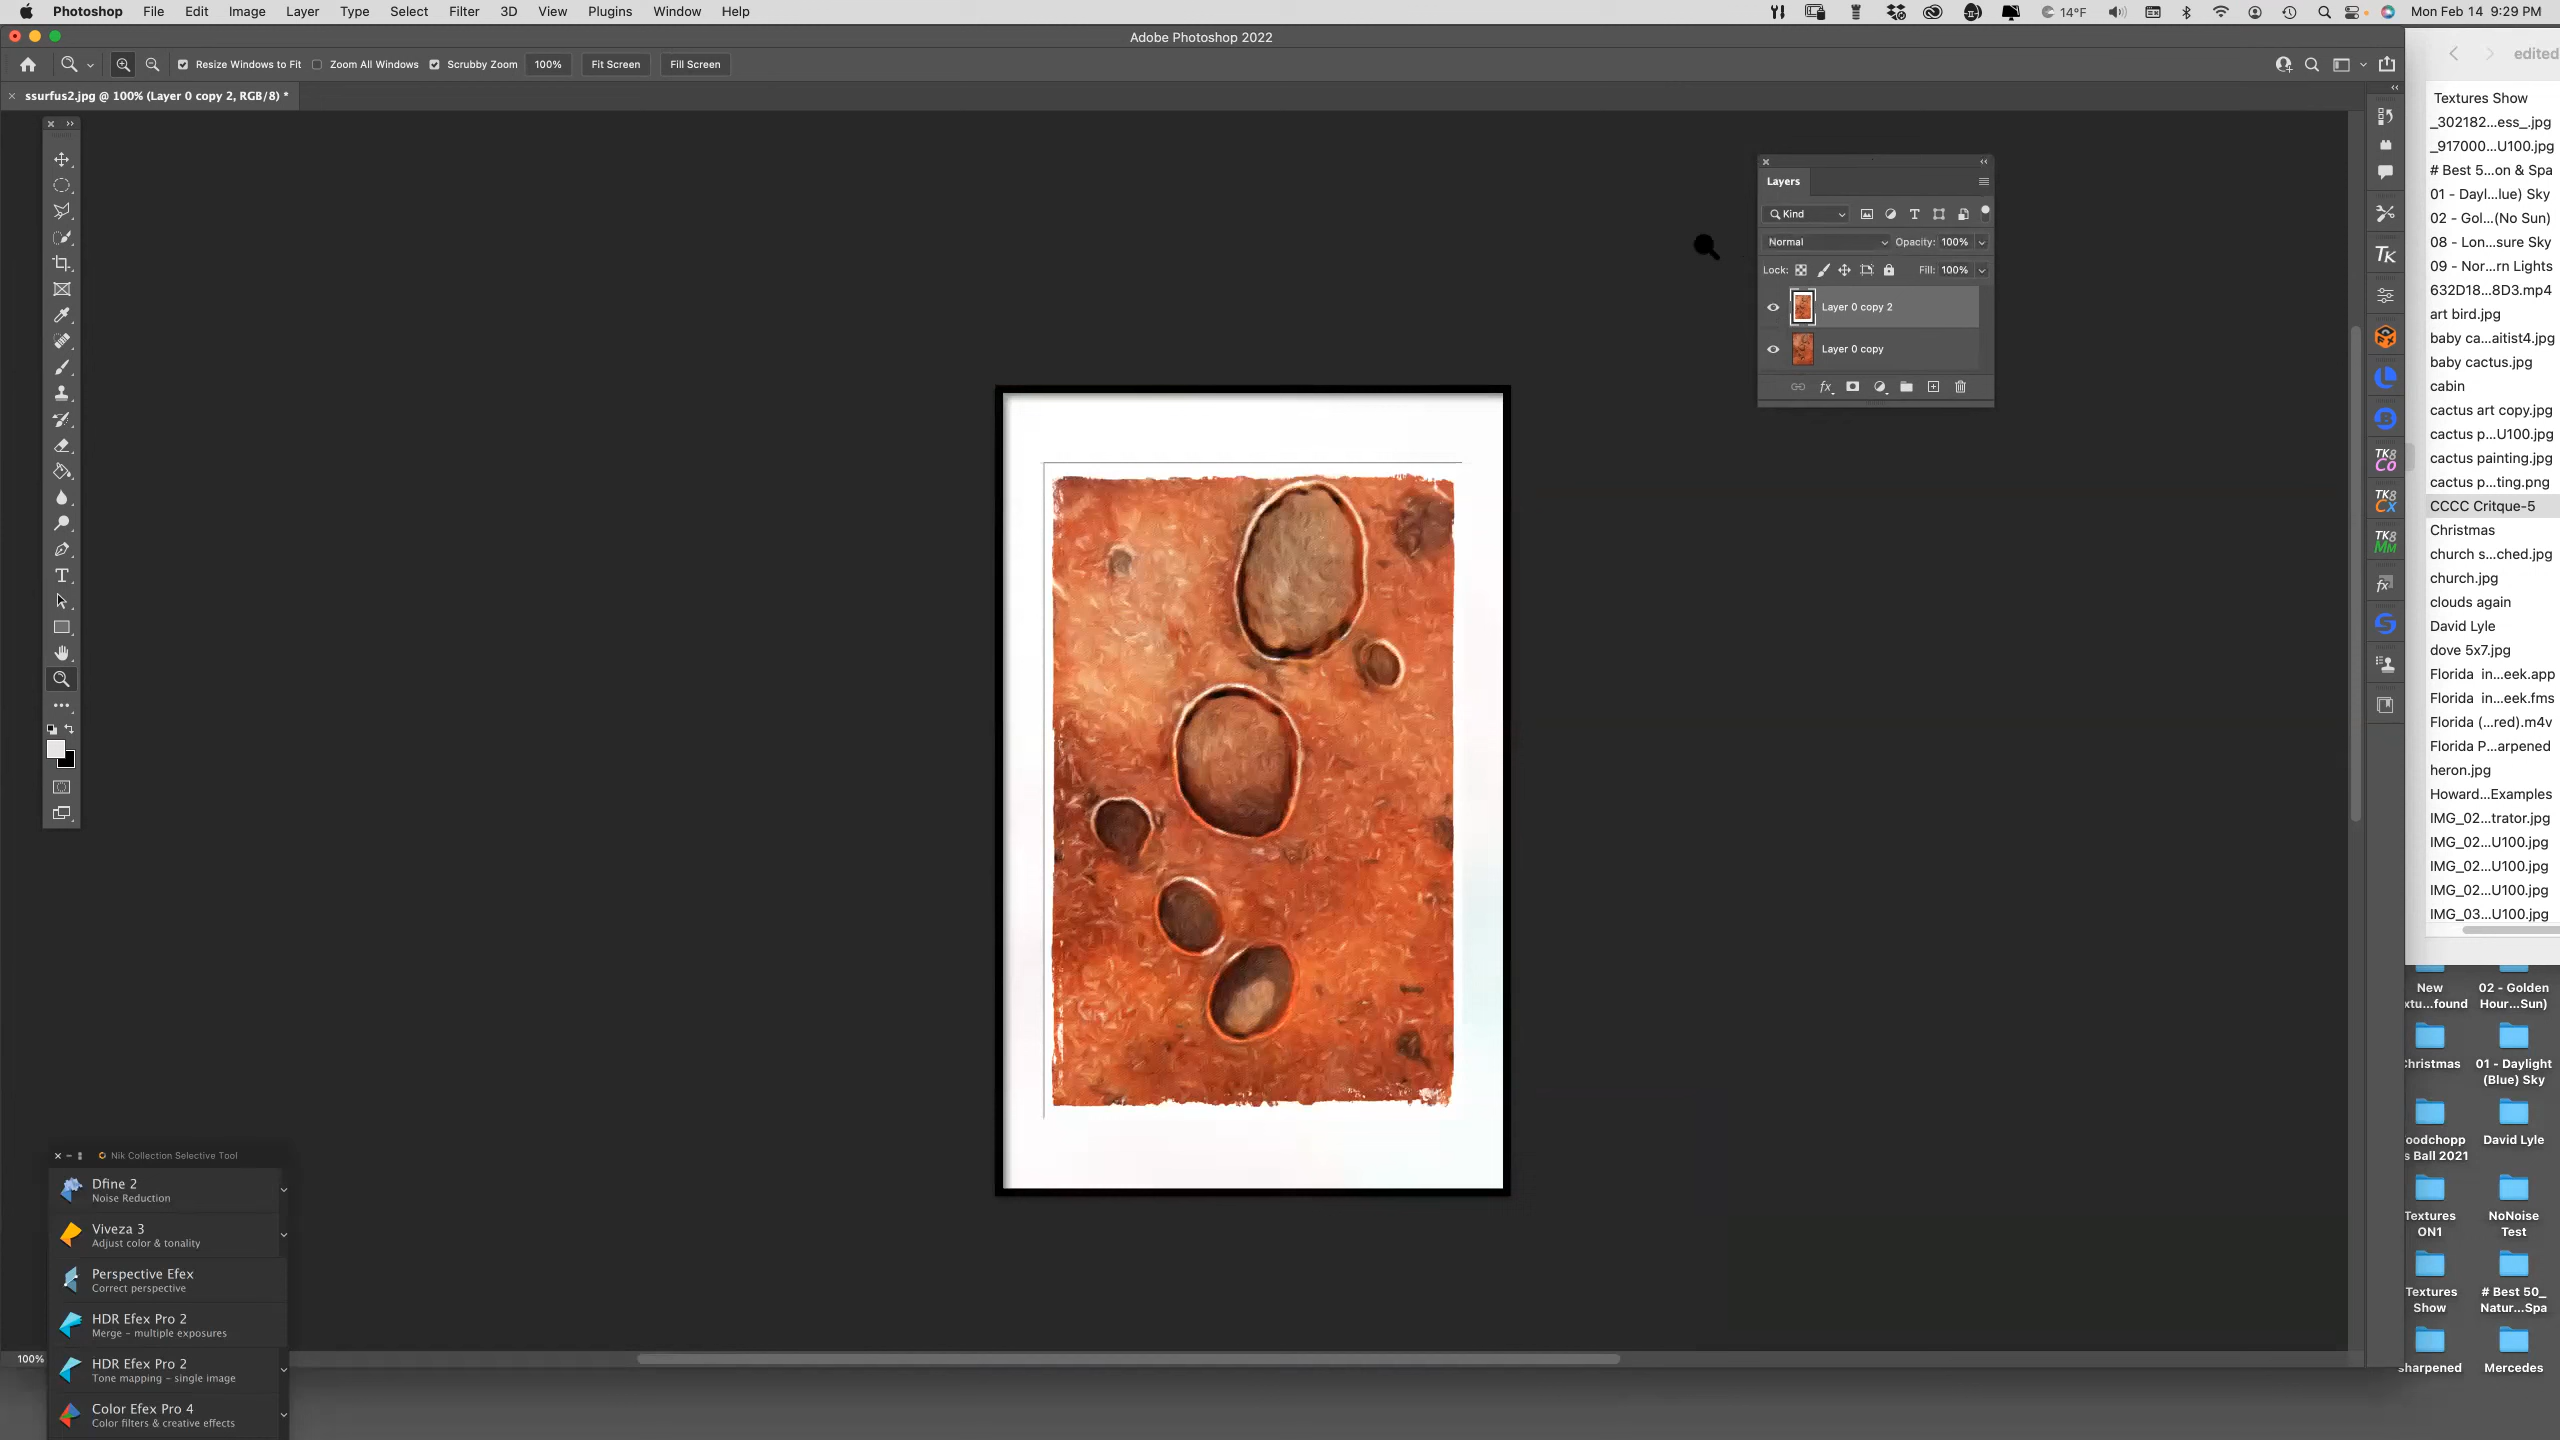 Photoshop File Edit Image Layer Type Select Filter 3D View Plugins Window Help 14°F Mon Feb 14 9:29 PM
Adobe Photoshop 2022
Resize Windows to Fit Zoom All Windows Scrubby Zoom 100% Fit Screen Fill Screen
ssurfus2.jpg @ 100% (Layer 0 copy 2, RGB/8) *
Layers
Kind
Normal Opacity: 100%
Lock: Fill: 100%
Layer 0 copy 2
Layer 0 copy
TK
TK8
Co
TK8
Cx
TK8
Mm
fx
edited
Textures Show
_302182...ess_.jpg
_917000...U100.jpg
# Best 5...on & Spa
01 - Dayl...lue) Sky
02 - Gol...(No Sun)
08 - Lon...sure Sky
09 - Nor...rn Lights
632D18...8D3.mp4
art bird.jpg
baby ca...aitist4.jpg
baby cactus.jpg
cabin
cactus art copy.jpg
cactus p...U100.jpg
cactus painting.jpg
cactus p...ting.png
CCCC Critque-5
Christmas
church s...ched.jpg
church.jpg
clouds again
David Lyle
dove 5x7.jpg
Florida in...eek.app
Florida in...eek.fms
Florida (...red).m4v
Florida P...arpened
heron.jpg
Howard...Examples
IMG_02...trator.jpg
IMG_02...U100.jpg
IMG_02...U100.jpg
IMG_02...U100.jpg
IMG_03...U100.jpg
New
xtu...found
02 - Golden
Hour...Sun)
Christmas
01 - Daylight
(Blue) Sky
oodchopp
s Ball 2021
David Lyle
Textures
ON1
NoNoise
Test
Textures
Show
# Best 50_
Natur...Spa
sharpened
Mercedes
100%
Nik Collection Selective Tool
Dfine 2
Noise Reduction
Viveza 3
Adjust color & tonality
Perspective Efex
Correct perspective
HDR Efex Pro 2
Merge - multiple exposures
HDR Efex Pro 2
Tone mapping - single image
Color Efex Pro 4
Color filters & creative effects